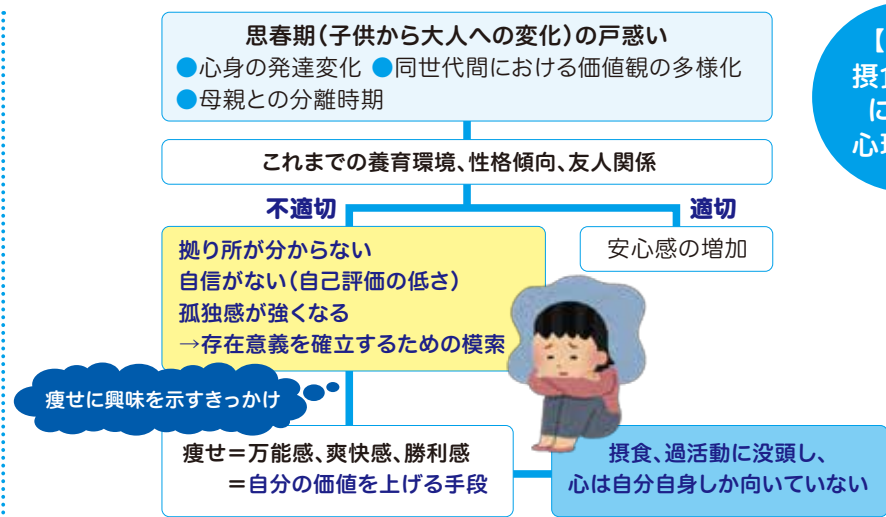 思春期（子供から大人への変化）の戸惑い
●心身の発達変化 ●同世代間における価値観の多様化
●母親との分離時期
これまでの養育環境、性格傾向、友人関係
不適切
適切
拠り所が分からない
自信がない（自己評価の低さ）
孤独感が強くなる
→存在意義を確立するための模索
安心感の増加
痩せに興味を示すきっかけ
痩せ＝万能感、爽快感、勝利感
＝自分の価値を上げる手段
摂食、過活動に没頭し、
心は自分自身しか向いていない
【
摂
に
心